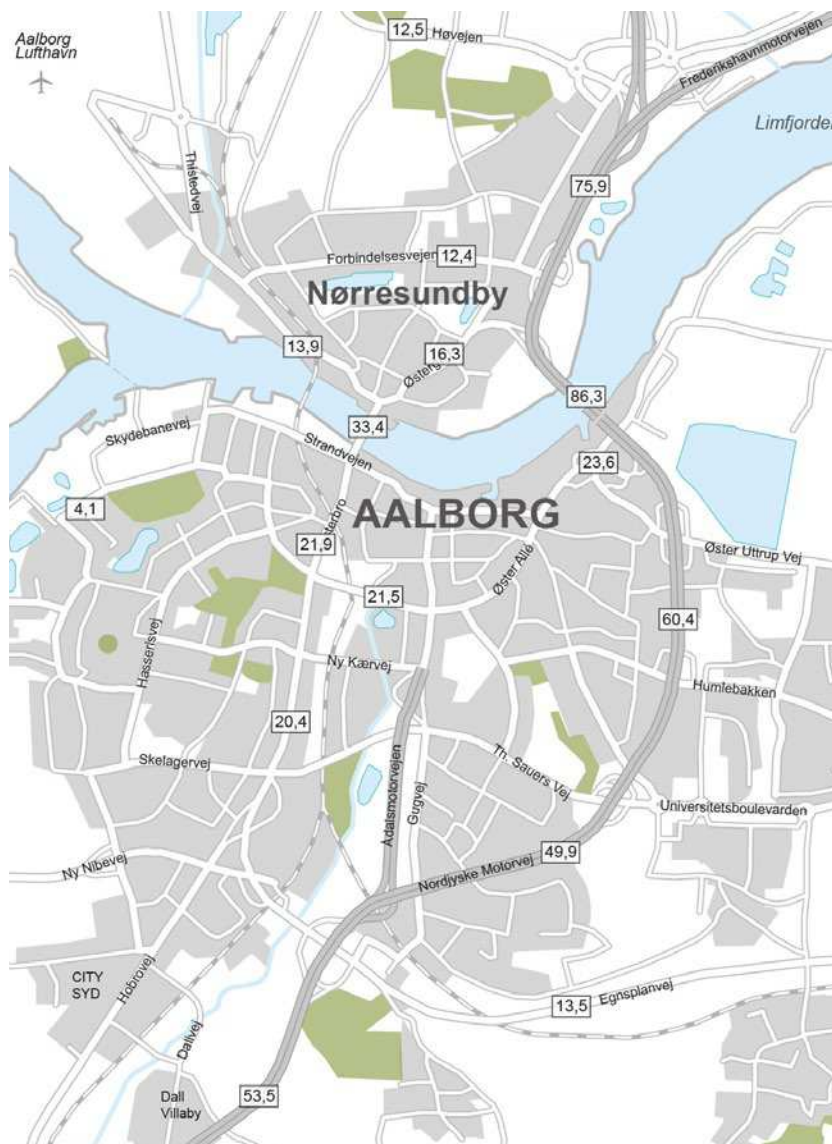 Aalborg
Lufthavn
12,5
Høvejen
Frederikshavnmotorvejen
Limfjorde
Thistedvej
75,9
Forbindelsesvejen
12,4
Nørresundby
13,9
16,3
86,3
33,4
Skydebanevej
Strandvejen
23,6
4,1
AALBORG
21,9
Øster Allé
Øster Uttrup Vej
21,5
60,4
Hasserisvej
Ny Kærvej
Humlebakken
20,4
Skelagervej
Th. Sauers Vej
Ådalsmotorvejen
Gugvej
Universitetsboulevarden
49,9
Ny Nibevej
Nordjyske Motorvej
CITY
SYD
Hobrovej
Egnsplanvej
13,5
Dallvej
53,5
Dall
Villaby